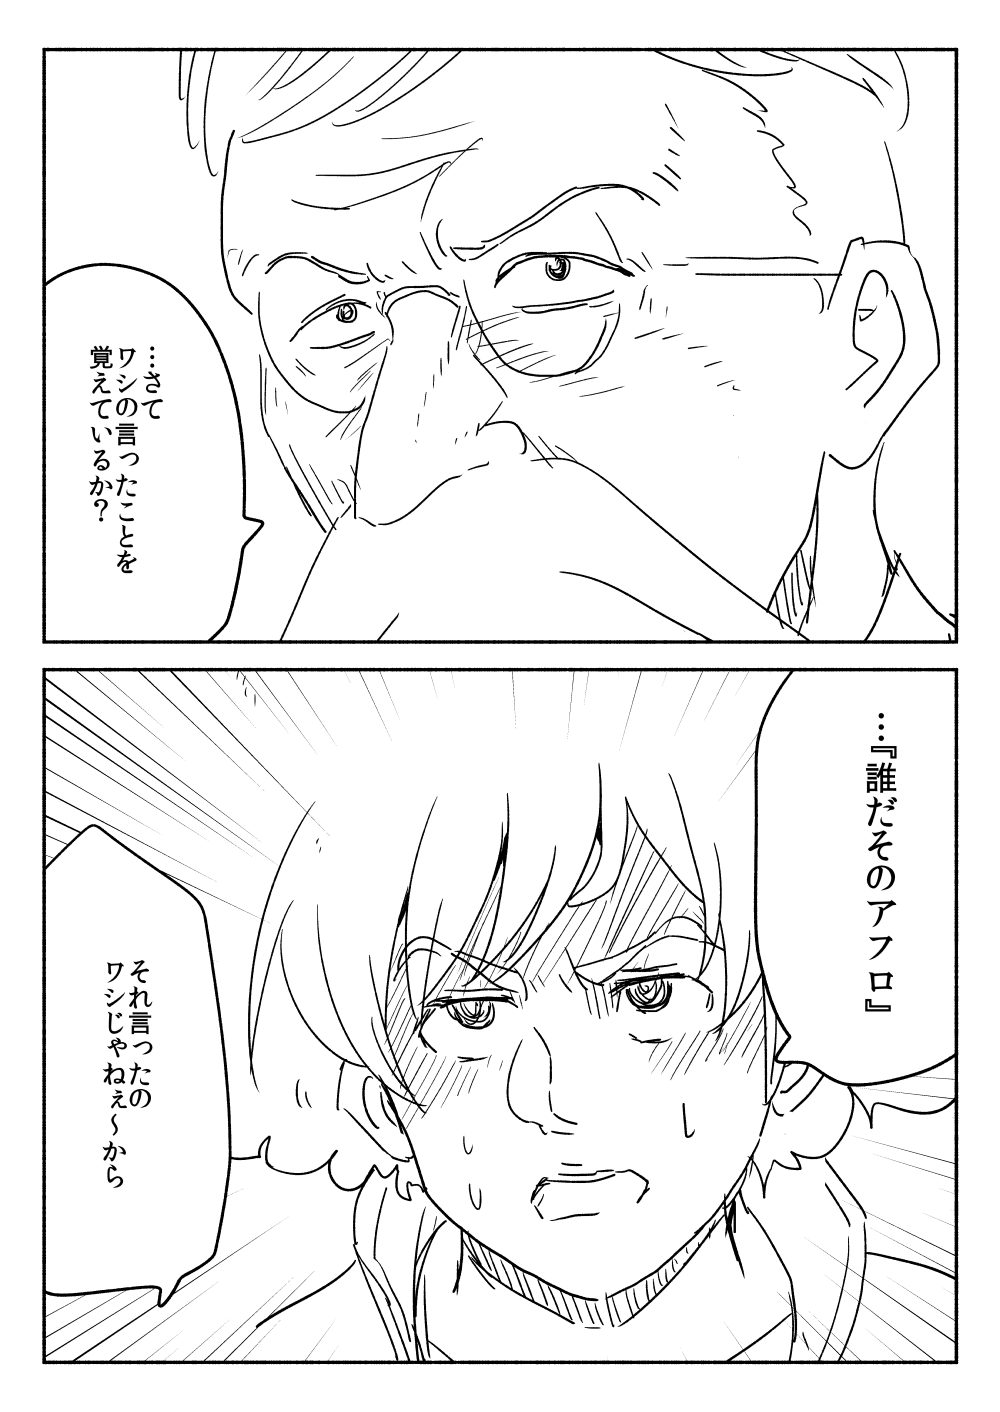 …さて
ワシの言ったことを
覚えているか?
…『誰だそのアフロ』
それ言ったの
ワシじゃねぇ～から